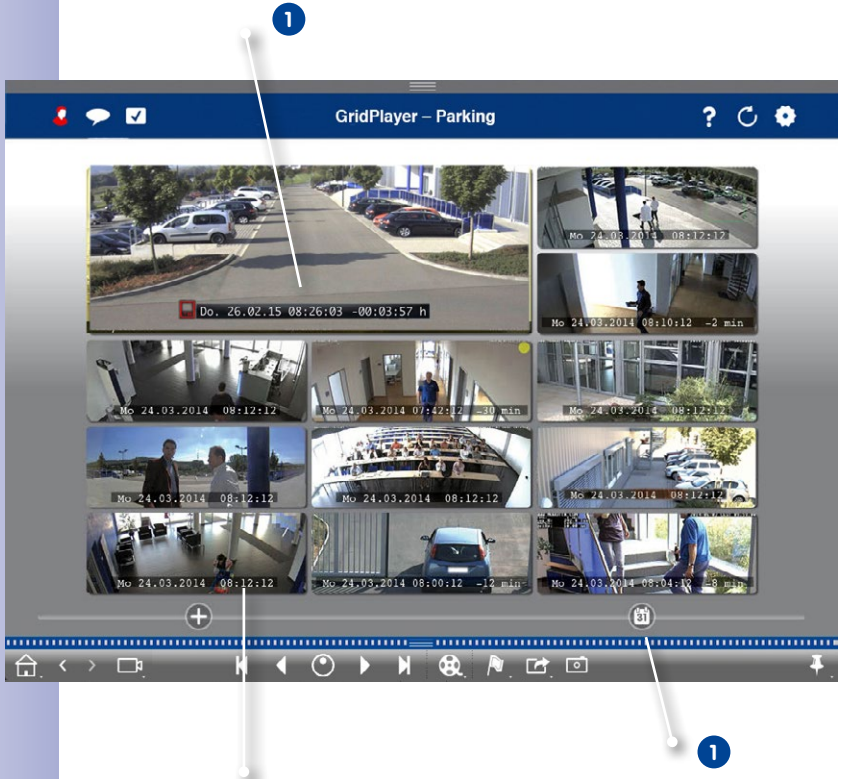 1
GridPlayer – Parking
?
Mo 24.03.2014 08:12:12
Do. 26.02.15 08:26:03 -00:03:57 h
Mo 24.03.2014 08:10:12 -2 min
Mo 24.03.2014 08:12:12
Mo 24.03.2014 07:42:12 -30 min
Mo 24.03.2014 08:12:12
Mo 24.03.2014 08:12:12
Mo 24.03.2014 08:12:12
Mo 24.03.2014 08:12:12
Mo 24.03.2014 08:12:12
Mo 24.03.2014 08:00:12 -12 min
Mo 24.03.2014 08:04:12 -8 min
31
1